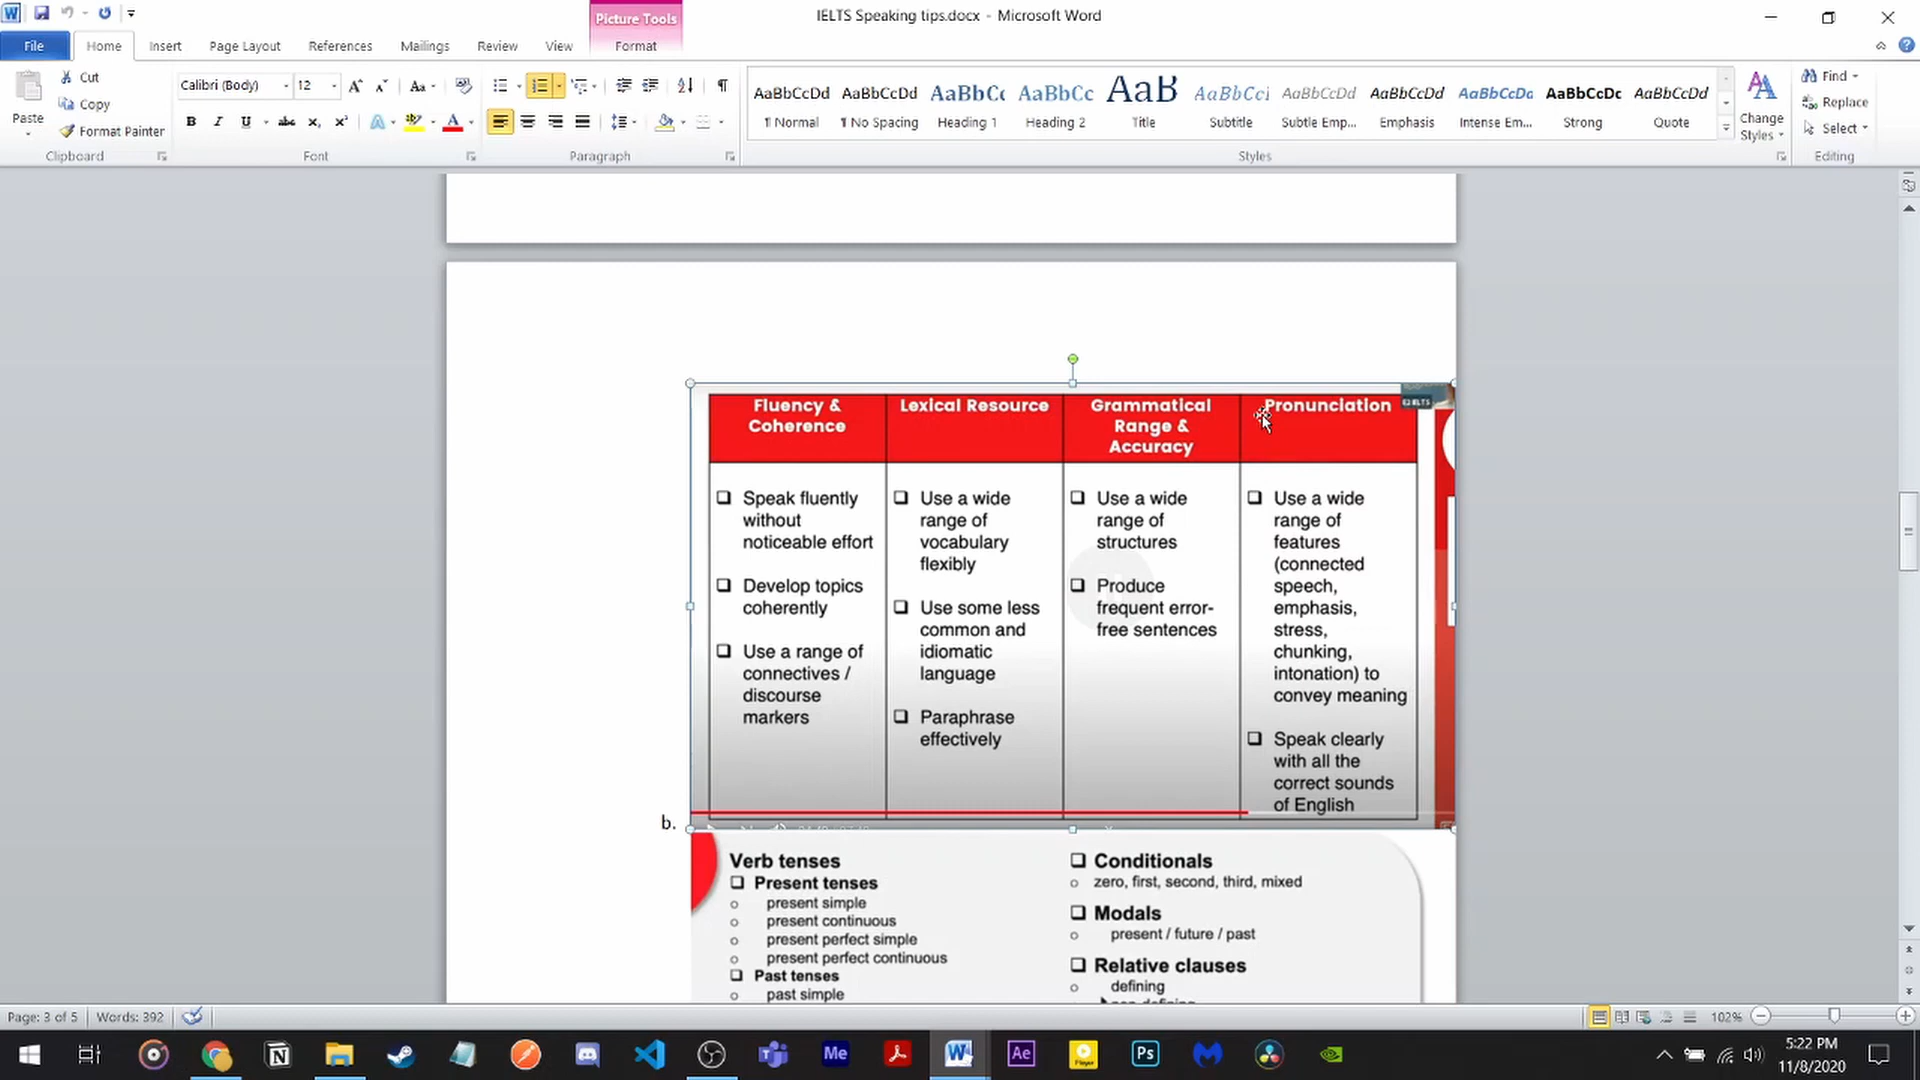 IELTS Speaking tips.docx - Microsoft Word
Picture Tools
File Home Insert Page Layout References Mailings Review View Format
Paste
Cut
Copy
Format Painter
Clipboard
Calibri (Body) 12
B I U abc
Font
Paragraph
AaBbCcDd AaBbCcDd AaBbCc AaBbCc AaB AaBbCcI AaBbCcDd AaBbCcDd AaBbCcDd AaBbCcDc AaBbCcDd
¶ Normal ¶ No Spacing Heading 1 Heading 2 Title Subtitle Subtle Emp... Emphasis Intense Em... Strong Quote
Change
Styles
Styles
Find
Replace
Select
Editing
Fluency &
Coherence
Speak fluently
without
noticeable effort
Develop topics
coherently
Use a range of
connectives /
discourse
markers
Lexical Resource
Use a wide
range of
vocabulary
flexibly
Use some less
common and
idiomatic
language
Paraphrase
effectively
Grammatical
Range &
Accuracy
Use a wide
range of
structures
Produce
frequent error-
free sentences
Pronunciation
Use a wide
range of
features
(connected
speech,
emphasis,
stress,
chunking,
intonation) to
convey meaning
Speak clearly
with all the
correct sounds
of English
E2 IELTS
b.
Verb tenses
Present tenses
present simple
present continuous
present perfect simple
present perfect continuous
Past tenses
past simple
Conditionals
zero, first, second, third, mixed
Modals
present / future / past
Relative clauses
defining
Page: 3 of 5 Words: 392
102%
Me Ae Player Ps
5:22 PM
11/8/2020